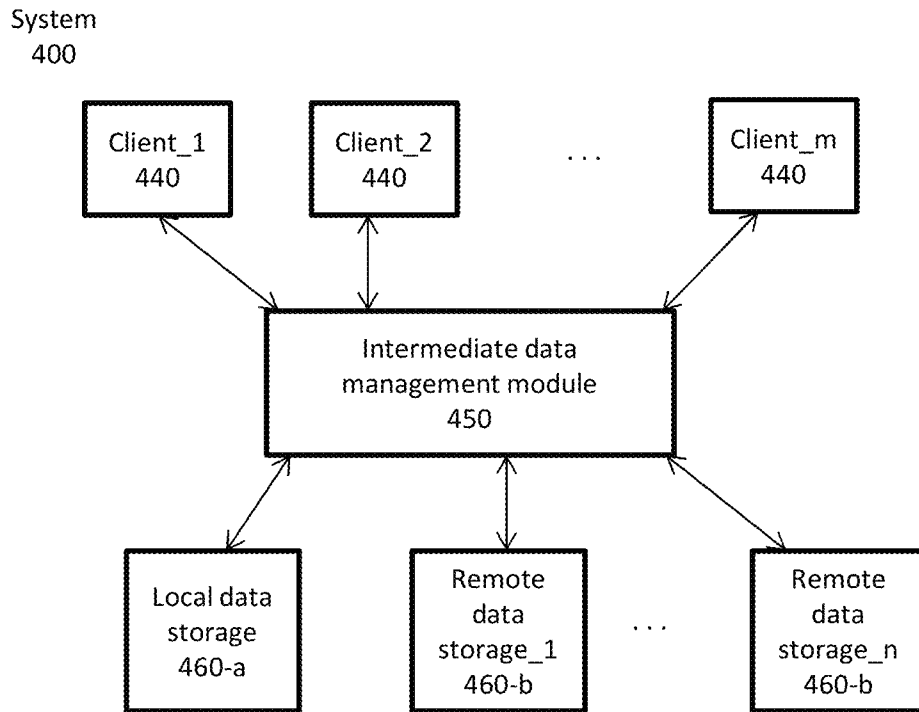 System
400
Client_1
440
Client_2
440
. . .
Client_m
440
Intermediate data
management module
450
Local data
storage
460-a
Remote
data
storage_1
460-b
. . .
Remote
data
storage_n
460-b